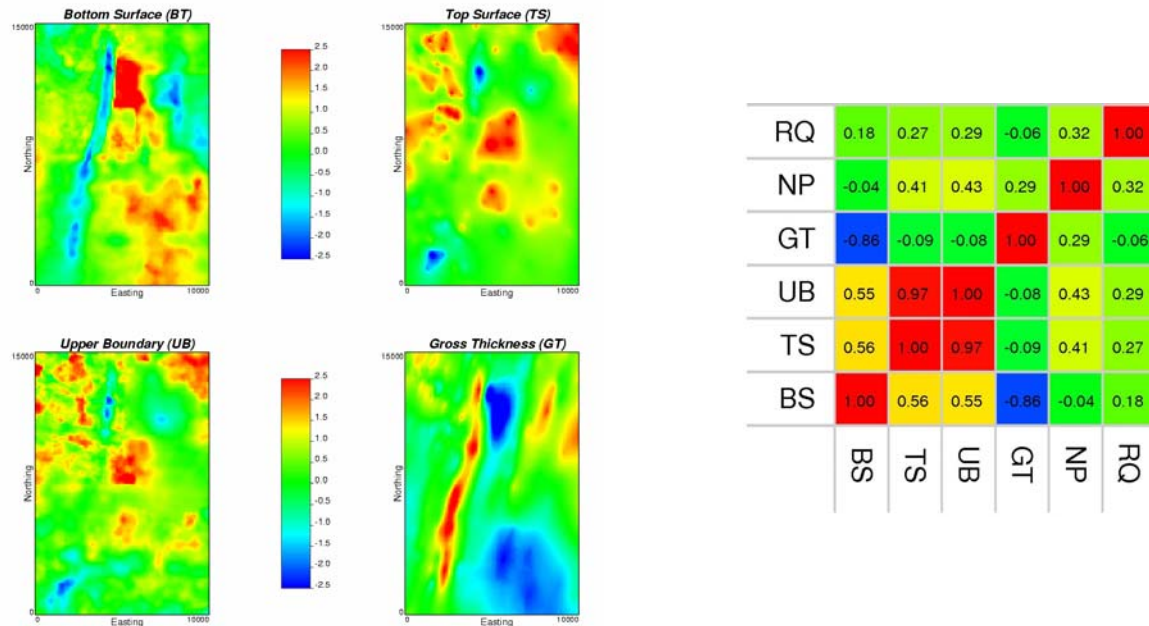 Bottom Surface (BT)
15000
Northing
0
0
Easting
10000
2.5
2.0
1.5
1.0
0.5
0.0
-0.5
-1.0
-1.5
-2.0
-2.5
Top Surface (TS)
15000
Northing
0
0
Easting
10000
Upper Boundary (UB)
15000
Northing
0
0
Easting
10000
2.5
2.0
1.5
1.0
0.5
0.0
-0.5
-1.0
-1.5
-2.0
-2.5
Gross Thickness (GT)
15000
Northing
0
0
Easting
10000
RQ 0.18 0.27 0.29 -0.06 0.32 1.00
NP -0.04 0.41 0.43 0.29 1.00 0.32
GT -0.86 -0.09 -0.08 1.00 0.29 -0.06
UB 0.55 0.97 1.00 -0.08 0.43 0.29
TS 0.56 1.00 0.97 -0.09 0.41 0.27
BS 1.00 0.56 0.55 -0.86 -0.04 0.18
BS TS UB GT NP RQ